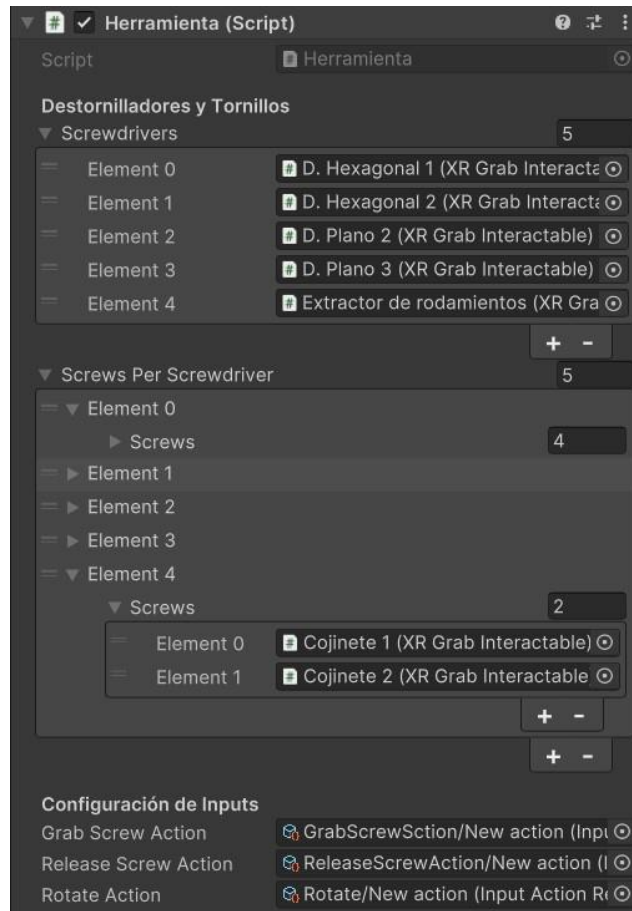 Herramienta (Script)
Script Herramienta
Destornilladores y Tornillos
Screwdrivers 5
Element 0 D. Hexagonal 1 (XR Grab Interacta
Element 1 D. Hexagonal 2 (XR Grab Interacta
Element 2 D. Plano 2 (XR Grab Interactable)
Element 3 D. Plano 3 (XR Grab Interactable)
Element 4 Extractor de rodamientos (XR Gra
+ -
Screws Per Screwdriver 5
Element 0
Screws 4
Element 1
Element 2
Element 3
Element 4
Screws 2
Element 0 Cojinete 1 (XR Grab Interactable)
Element 1 Cojinete 2 (XR Grab Interactable
+ -
+ -
Configuración de Inputs
Grab Screw Action GrabScrewSction/New action (Inpu
Release Screw Action ReleaseScrewAction/New action (I
Rotate Action Rotate/New action (Input Action Re